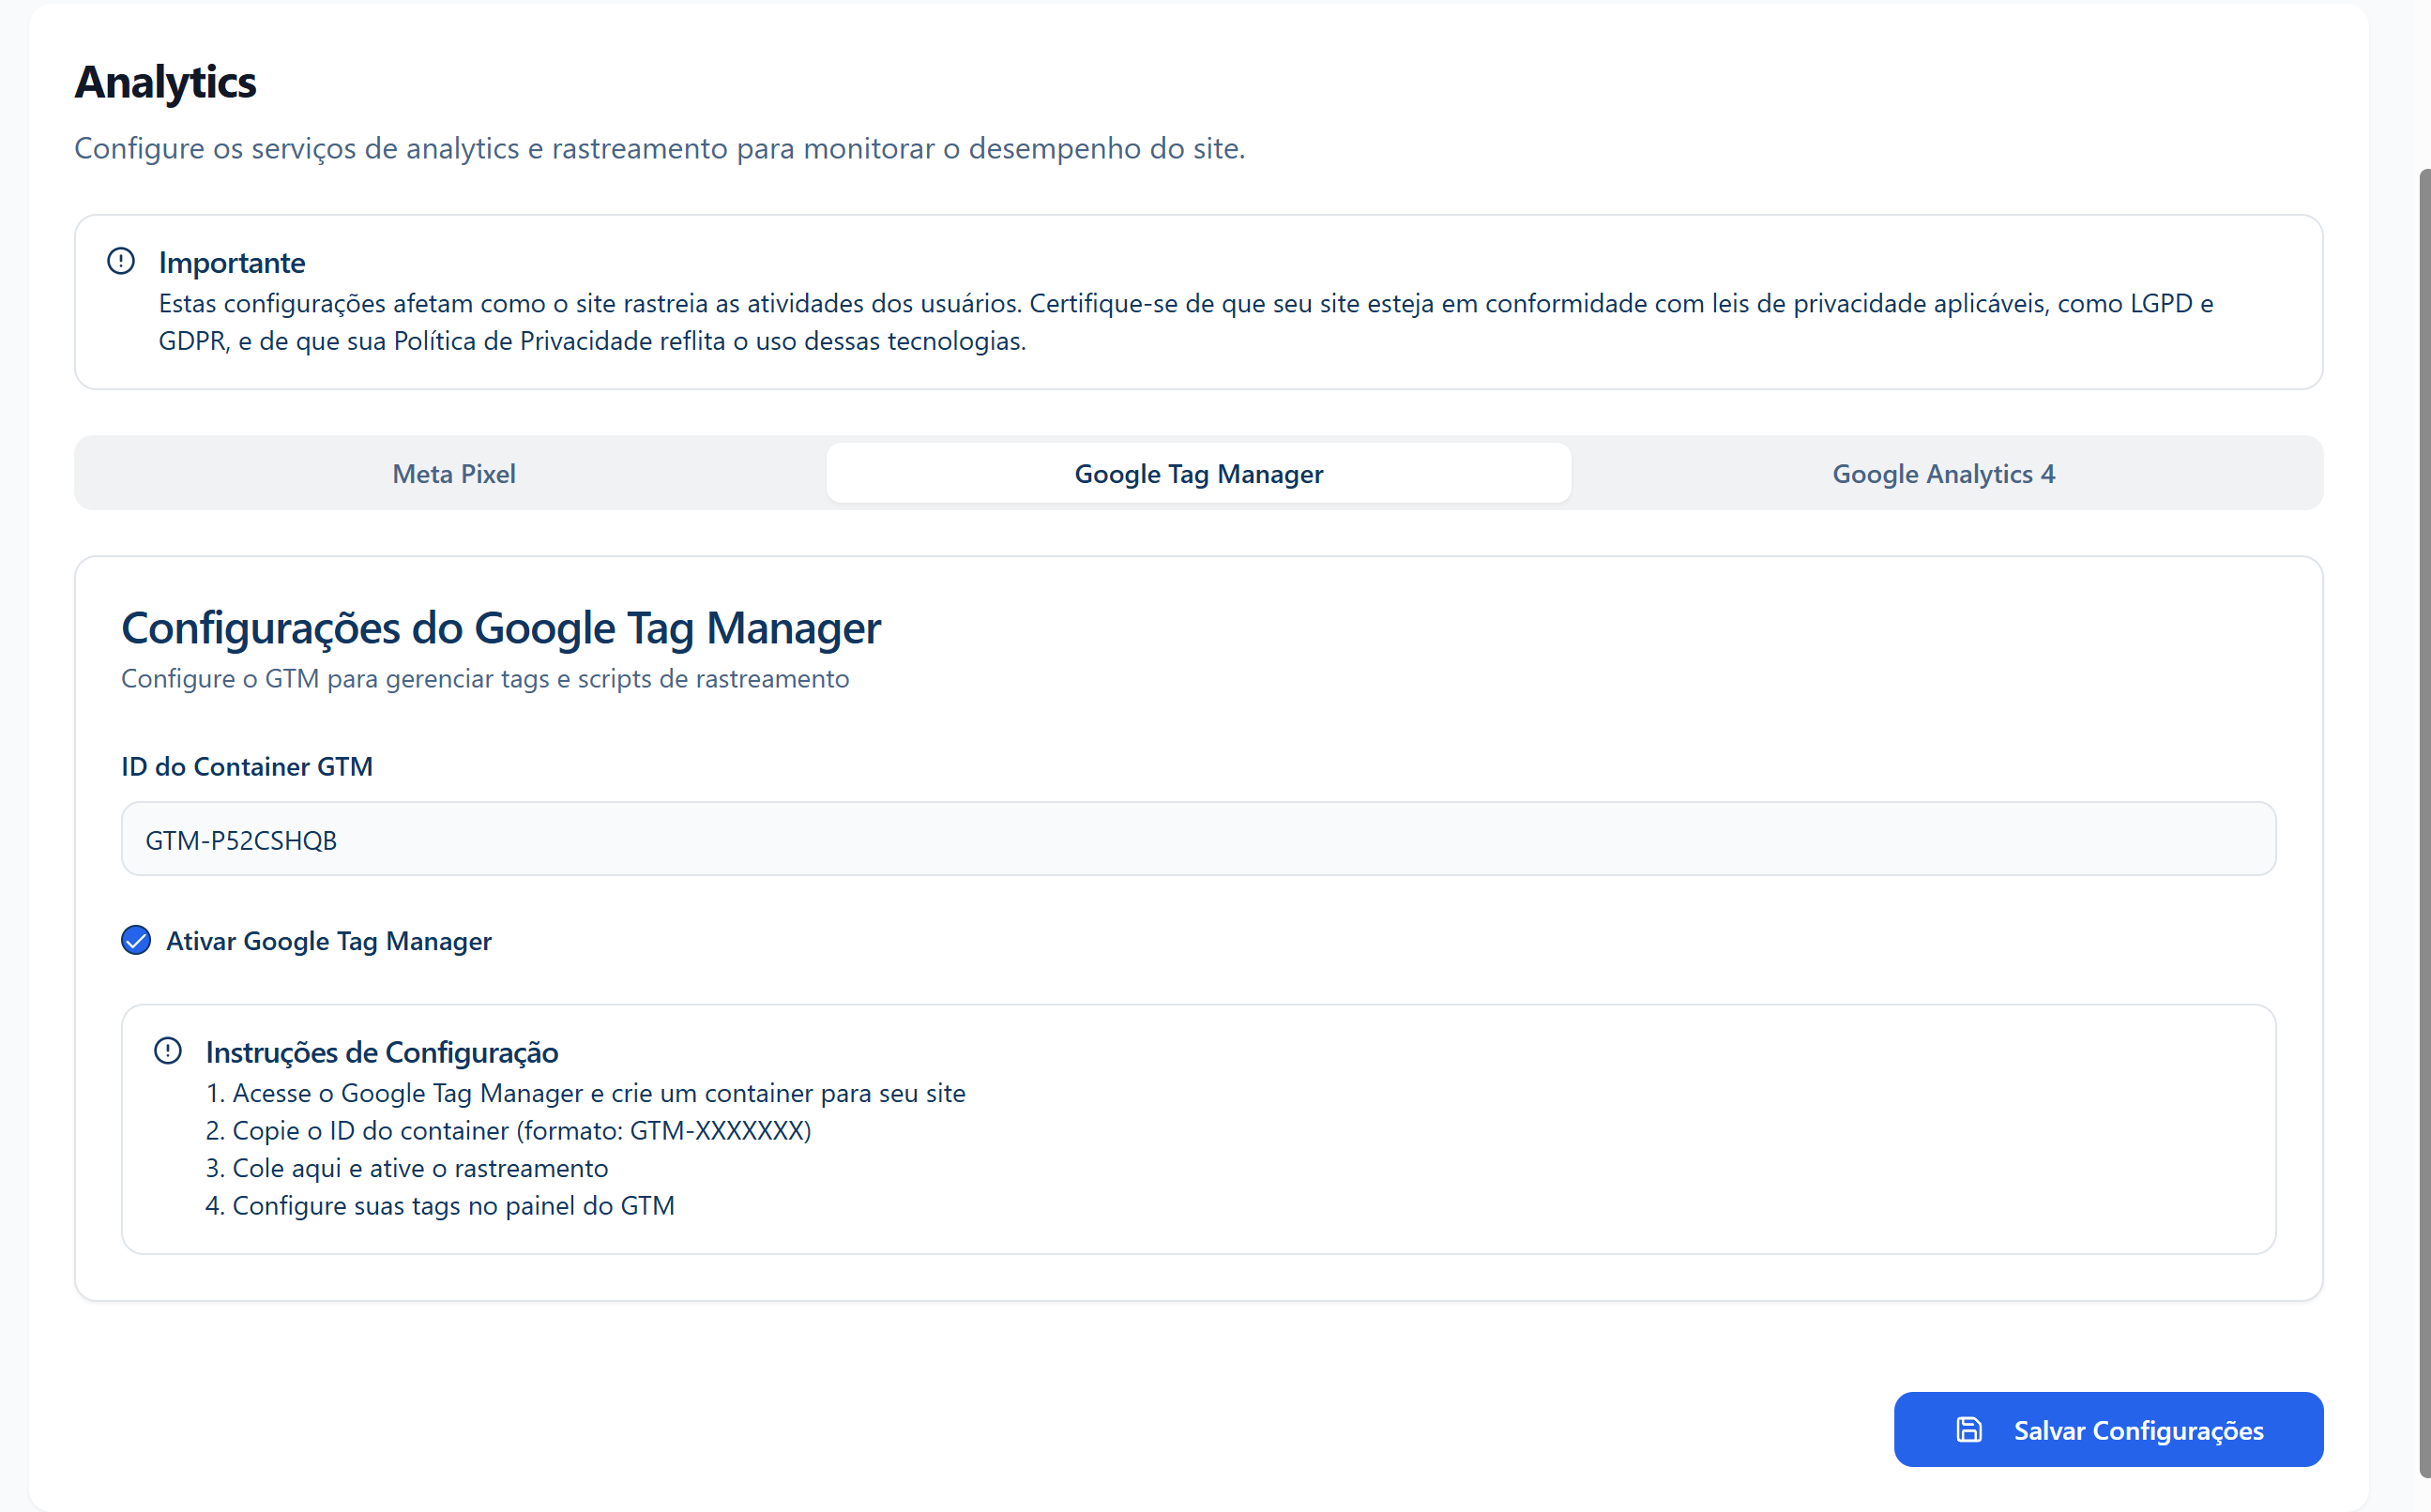 Analytics
Configure os serviços de analytics e rastreamento para monitorar o desempenho do site.
Importante
Estas configurações afetam como o site rastreia as atividades dos usuários. Certifique-se de que seu site esteja em conformidade com leis de privacidade aplicáveis, como LGPD e
GDPR, e de que sua Política de Privacidade reflita o uso dessas tecnologias.
Meta Pixel
Google Tag Manager
Google Analytics 4
Configurações do Google Tag Manager
Configure o GTM para gerenciar tags e scripts de rastreamento
ID do Container GTM
GTM-P52CSHQB
Ativar Google Tag Manager
Instruções de Configuração
1. Acesse o Google Tag Manager e crie um container para seu site
2. Copie o ID do container (formato: GTM-XXXXXXX)
3. Cole aqui e ative o rastreamento
4. Configure suas tags no painel do GTM
Salvar Configurações